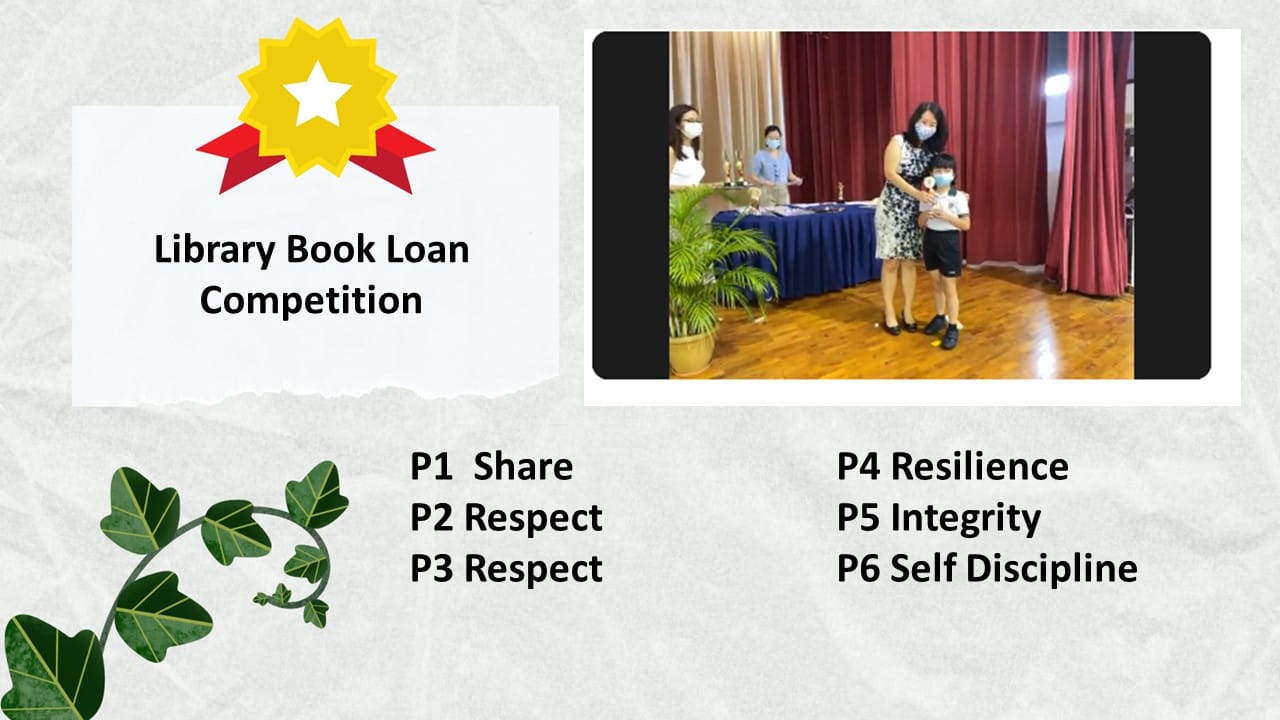 Library Book Loan
Competition
P1  Share
P2 Respect
P3 Respect
P4 Resilience
P5 Integrity
P6 Self Discipline